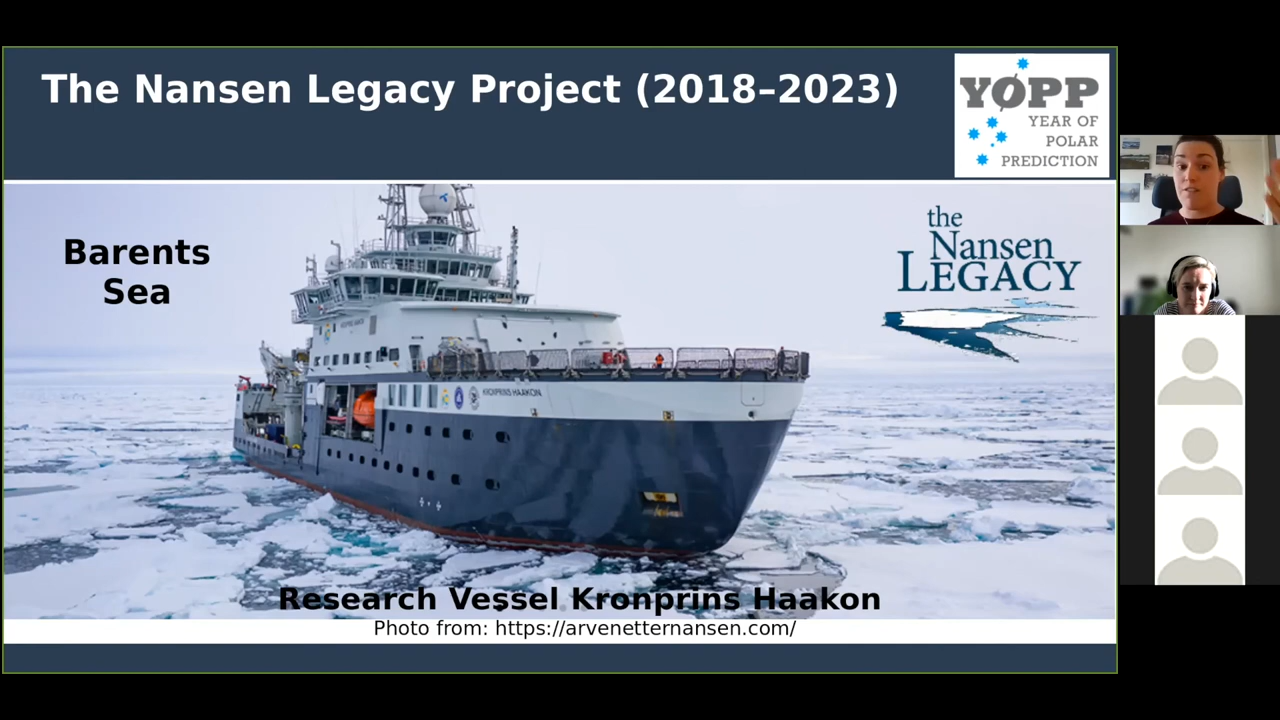 The Nansen Legacy Project (2018–2023)
YØPP
YEAR OF
POLAR
PREDICTION
Barents
Sea
the
Nansen
LEGACY
KRONPRINS HAAKON
Research Vessel Kronprins Haakon
Photo from: https://arvenetternansen.com/